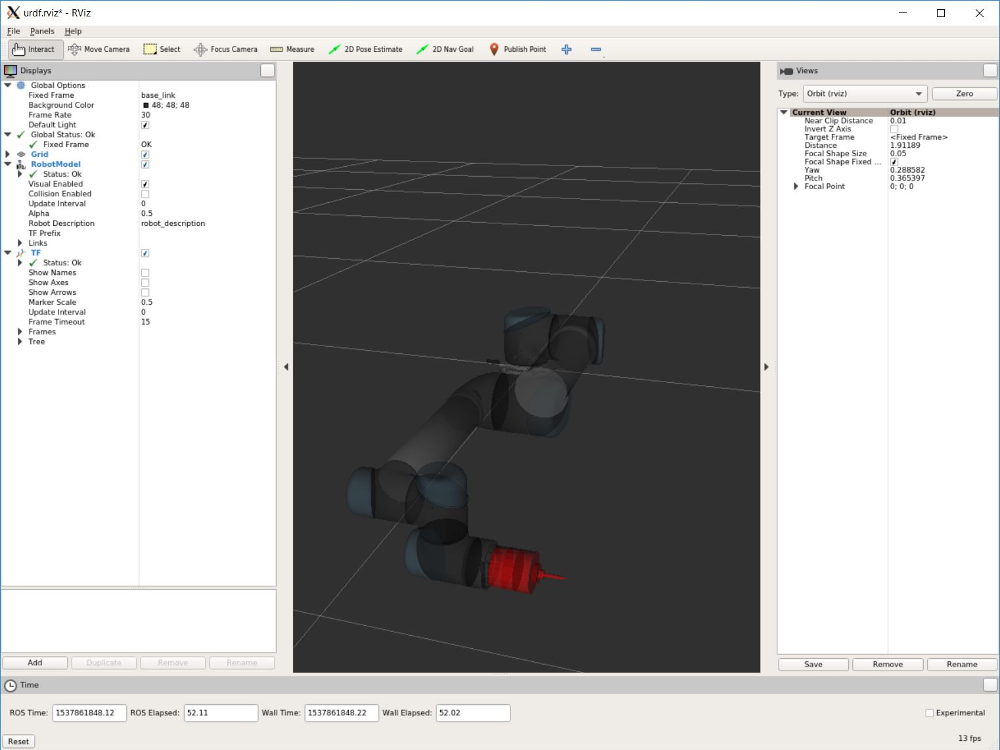 urdf.rviz* - RViz
File Panels Help
Interact Move Camera Select Focus Camera Measure 2D Pose Estimate 2D Nav Goal Publish Point
Displays
Global Options
Fixed Frame base_link
Background Color 48; 48; 48
Frame Rate 30
Default Light
Global Status: Ok
Fixed Frame OK
Grid
RobotModel
Status: Ok
Visual Enabled
Collision Enabled
Update Interval 0
Alpha 0.5
Robot Description robot_description
TF Prefix
Links
TF
Status: Ok
Show Names
Show Axes
Show Arrows
Marker Scale 0.5
Update Interval 0
Frame Timeout 15
Frames
Tree
Add Duplicate Remove Rename
Views
Type: Orbit (rviz) Zero
Current View Orbit (rviz)
Near Clip Distance 0.01
Invert Z Axis
Target Frame <Fixed Frame>
Distance 1.91189
Focal Shape Size 0.05
Focal Shape Fixed ...
Yaw 0.288582
Pitch 0.365397
Focal Point 0; 0; 0
Save Remove Rename
Time
ROS Time: 1537861848.12 ROS Elapsed: 52.11 Wall Time: 1537861848.22 Wall Elapsed: 52.02 Experimental
Reset 13 fps